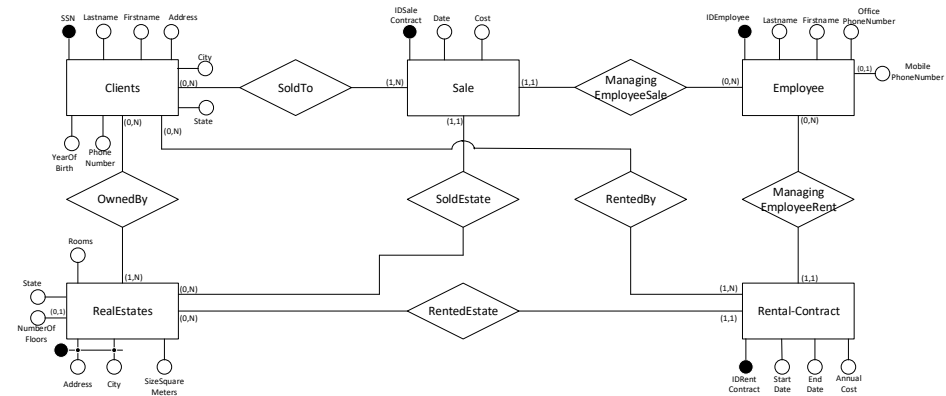 SSN
Lastname
Firstname
Address
IDSale
Contract
Date
Cost
IDEmployee
Lastname
Firstname
Office
PhoneNumber
City
(0,N)
Clients
SoldTo
(1,N)
Sale
(1,1)
Managing
EmployeeSale
(0,N)
Employee
(0,1)
Mobile
PhoneNumber
State
(0,N)
(0,N)
(1,1)
(0,N)
YearOf
Birth
Phone
Number
OwnedBy
SoldEstate
RentedBy
Managing
EmployeeRent
Rooms
(1,N)
(1,1)
State
(0,N)
(1,N)
(0,1)
RealEstates
RentedEstate
Rental-Contract
(0,N)
(1,1)
NumberOf
Floors
Address
City
SizeSquare
Meters
IDRent
Contract
Start
Date
End
Date
Annual
Cost